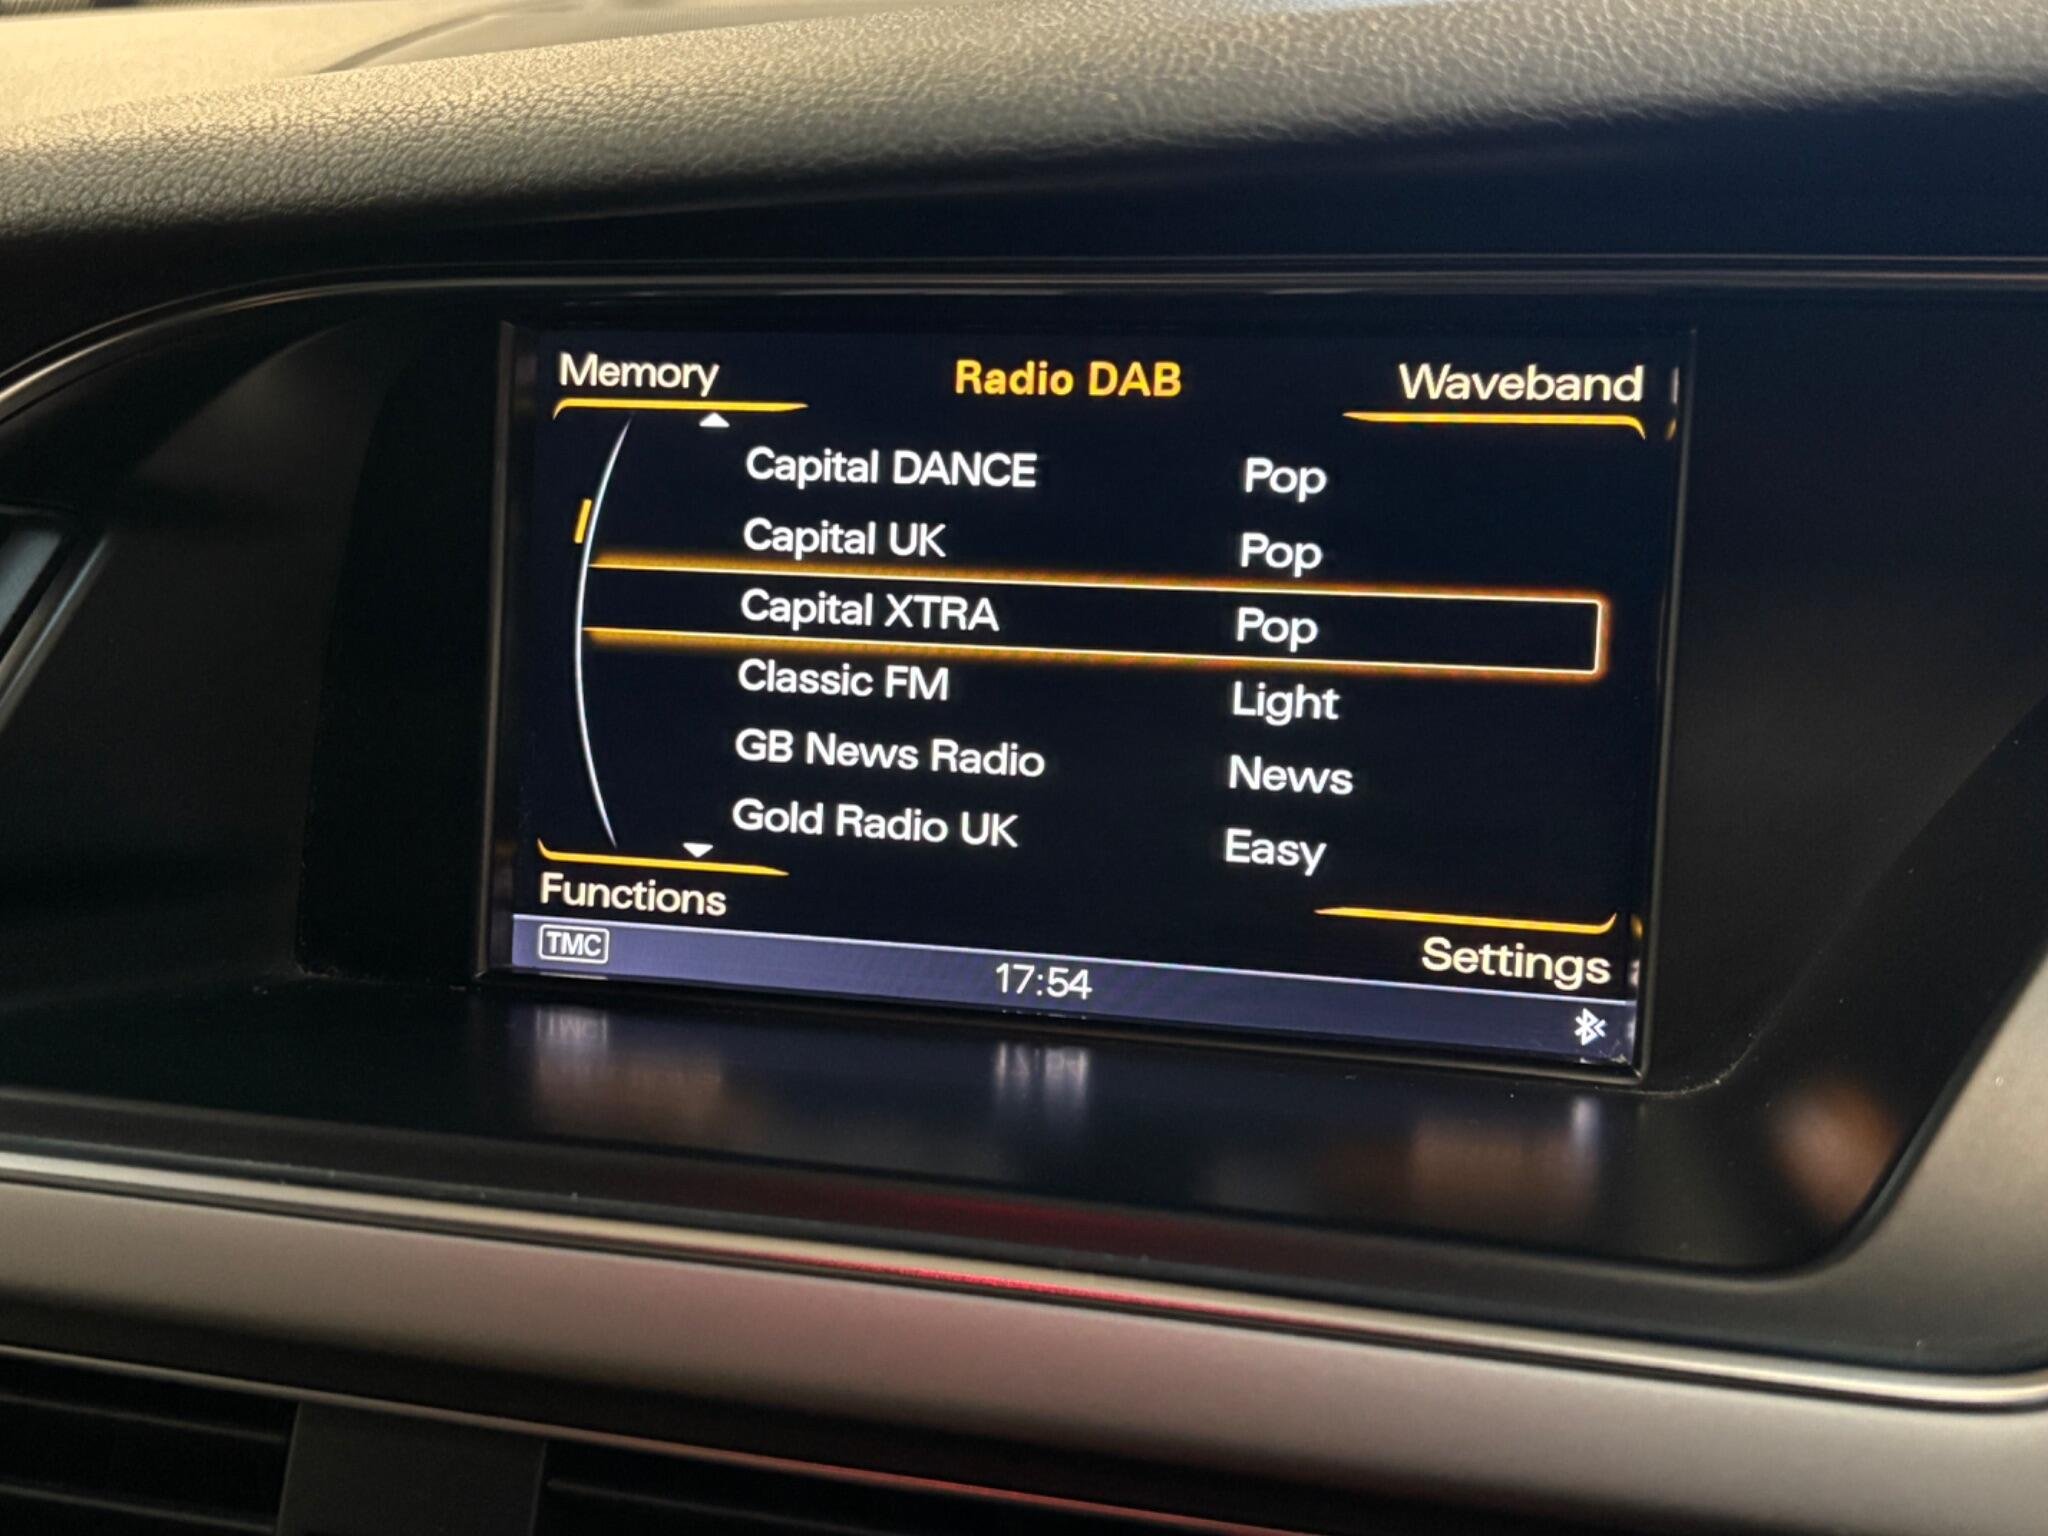 Memory Radio DAB Waveband
Capital DANCE Pop
Capital UK Pop
Capital XTRA Pop
Classic FM Light
GB News Radio News
Gold Radio UK Easy
Functions Settings
TMC 17:54